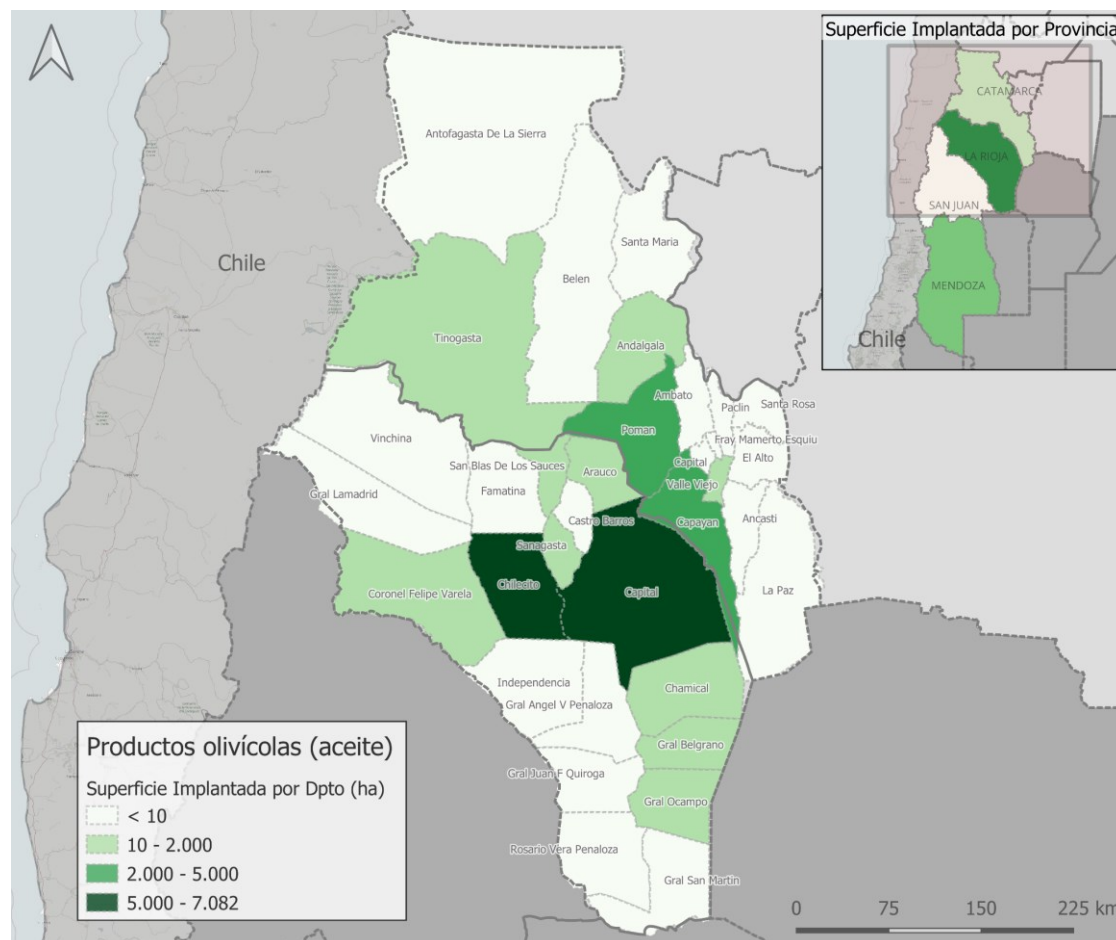 Superficie Implantada por Provincia
CATAMARCA
LA RIOJA
SAN JUAN
MENDOZA
Chile
Antofagasta De La Sierra
Chile
Santa Maria
Belen
Tinogasta
Andalgala
Ambato
Paclin
Santa Rosa
Poman
Vinchina
Fray Mamerto Esquiu
El Alto
San Blas De Los Sauces
Arauco
Capital
Famatina
Valle Viejo
Gral Lamadrid
Castro Barros
Capayan
Ancasti
Sanagasta
Chilecito
Capital
La Paz
Coronel Felipe Varela
Independencia
Chamical
Gral Angel V Penaloza
Gral Belgrano
Gral Juan F Quiroga
Gral Ocampo
Rosario Vera Penaloza
Gral San Martin
Productos olivícolas (aceite)
Superficie Implantada por Dpto (ha)
< 10
10 - 2.000
2.000 - 5.000
5.000 - 7.082
0 75 150 225 km